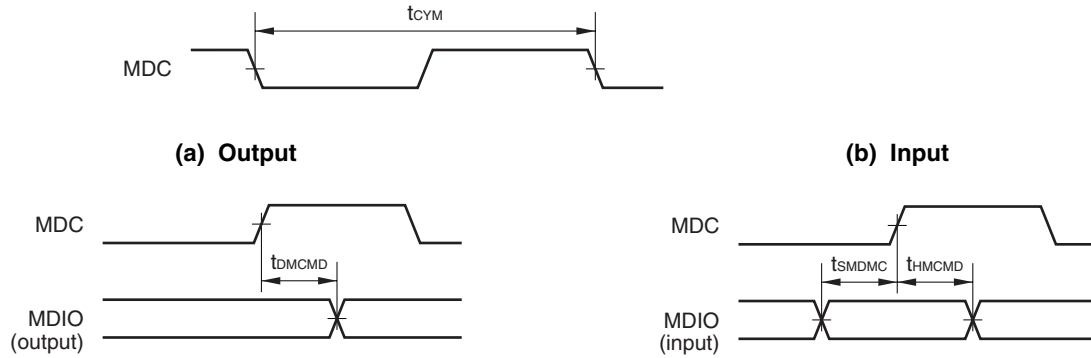 tCYM
MDC
(a) Output
(b) Input
MDC
tDMCMD
MDIO
(output)
MDC
tSMDMC
tHMCMD
MDIO
(input)